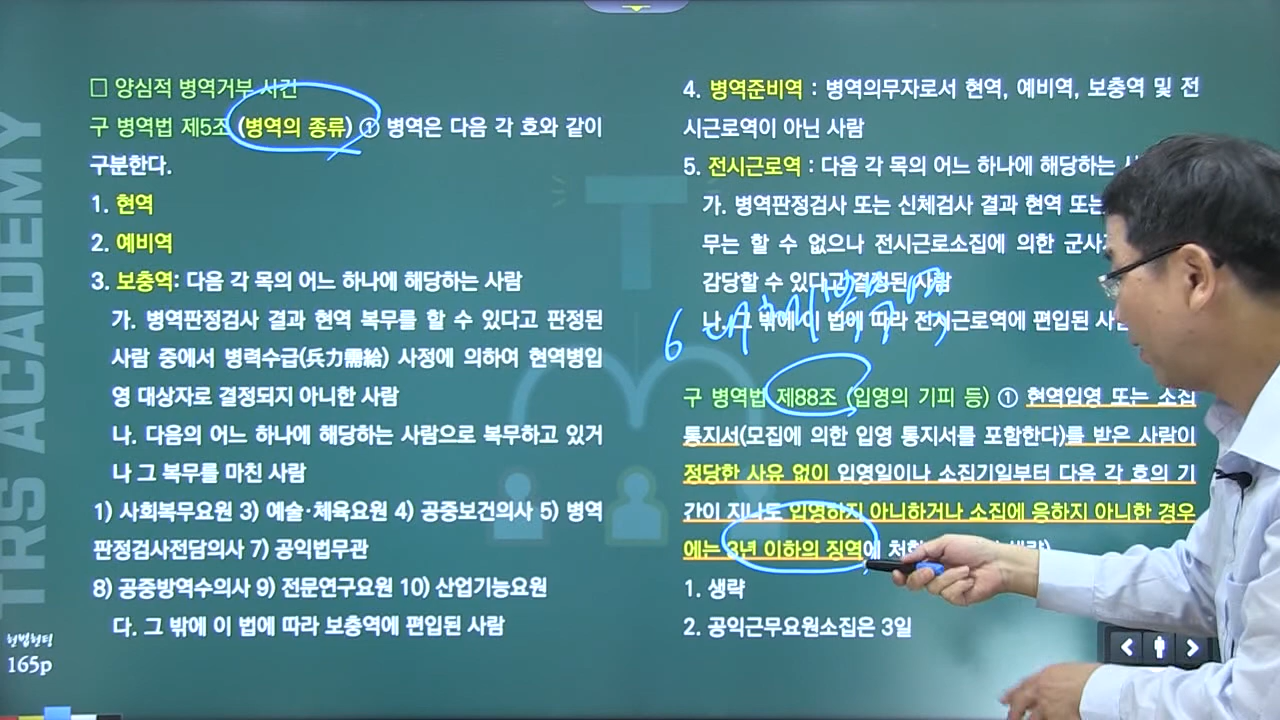 □ 양심적 병역거부 사건
구 병역법 제5조 (병역의 종류) ① 병역은 다음 각 호와 같이
구분한다.
1. 현역
2. 예비역
3. 보충역: 다음 각 목의 어느 하나에 해당하는 사람
가. 병역판정검사 결과 현역 복무를 할 수 있다고 판정된
사람 중에서 병력수급(兵力需給) 사정에 의하여 현역병입
영 대상자로 결정되지 아니한 사람
나. 다음의 어느 하나에 해당하는 사람으로 복무하고 있거
나 그 복무를 마친 사람
1) 사회복무요원 3) 예술·체육요원 4) 공중보건의사 5) 병역
판정검사전담의사 7) 공익법무관
8) 공중방역수의사 9) 전문연구요원 10) 산업기능요원
다. 그 밖에 이 법에 따라 보충역에 편입된 사람
4. 병역준비역 : 병역의무자로서 현역, 예비역, 보충역 및 전
시근로역이 아닌 사람
5. 전시근로역 : 다음 각 목의 어느 하나에 해당하는
가. 병역판정검사 또는 신체검사 결과 현역 또는
무는 할 수 없으나 전시근로소집에 의한
감당할 수 있다고 결정된 사람
나. 그 밖에 이 법에 따라 전시근로역에 편입된
6
구 병역법 제88조 (입영의 기피 등) ① 현역입영 또는 소집
통지서(모집에 의한 입영 통지서를 포함한다)를 받은 사람이
정당한 사유 없이 입영일이나 소집기일부터 다음 각 호의 기
간이 지나도 입영하지 아니하거나 소집에 응하지 아니한 경우
에는 3년 이하의 징역에
1. 생략
2. 공익근무요원소집은 3일
TRS ACADEMY
165p